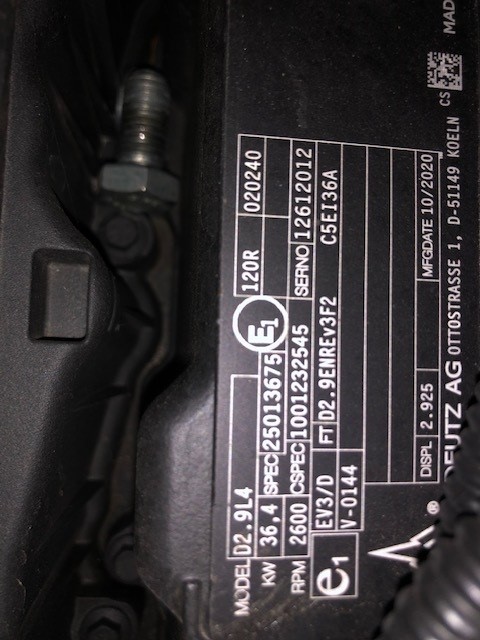 MODEL D2.9L4
KW 36,4 SPEC 25013675 E1 120R 020240
RPM 2600 CSPEC 1001232545 SERNO 12612012
e1 EV3/D FT D2.9ENREv3F2 C5EI36A
V-0144
DISPL 2.925 MFGDATE 10/2020
® DEUTZ AG OTTOSTRASSE 1, D-51149 KOELN CS